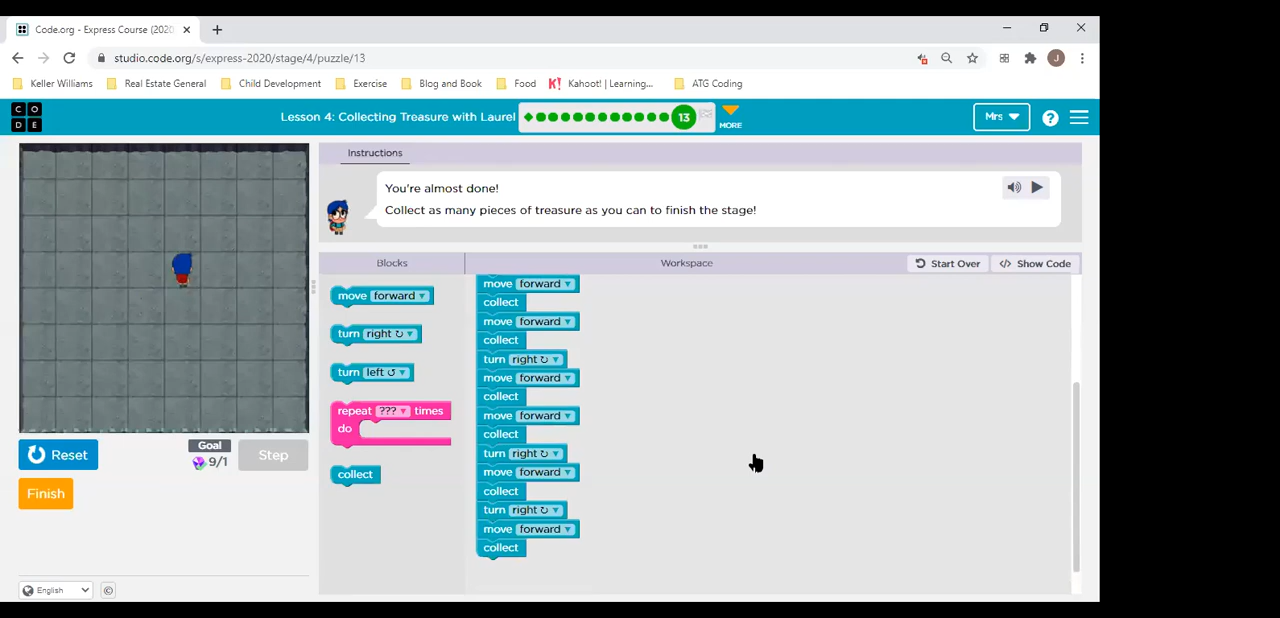 Code.org - Express Course (2020
studio.code.org/s/express-2020/stage/4/puzzle/13
J
Keller Williams Real Estate General Child Development Exercise Blog and Book Food K! Kahoot! | Learning... ATG Coding
C O D E
Lesson 4: Collecting Treasure with Laurel 13 MORE Mrs ?
Instructions
You're almost done!
Collect as many pieces of treasure as you can to finish the stage!
Blocks Workspace Start Over </> Show Code
move forward
turn right
turn left
repeat ??? times
do
collect
move forward
collect
move forward
collect
turn right
move forward
collect
move forward
collect
turn right
move forward
collect
turn right
move forward
collect
Reset
Goal
9/1
Step
Finish
English ©